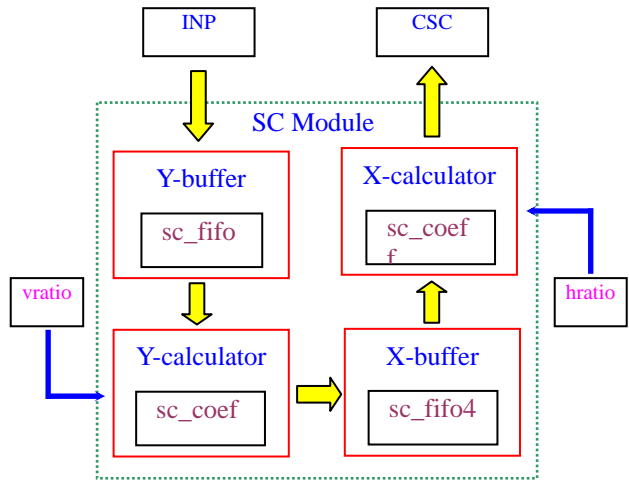 INP
CSC
SC Module
Y-buffer
sc_fifo
X-calculator
sc_coef
f
vratio
hratio
Y-calculator
sc_coef
X-buffer
sc_fifo4